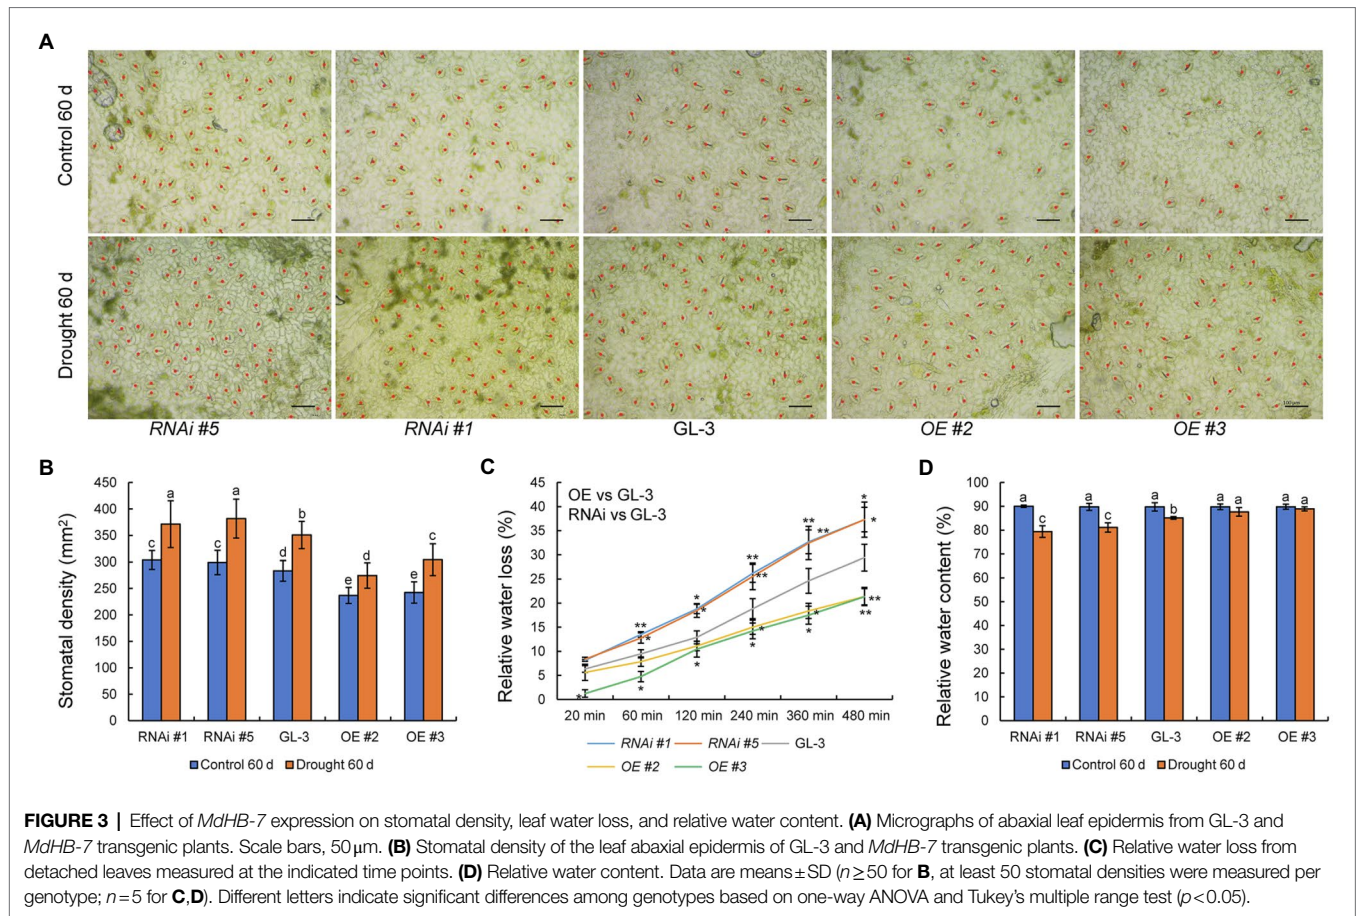 A
Control 60 d
Drought 60 d
100 μm
RNAi #5 RNAi #1 GL-3 OE #2 OE #3
B
Stomatal density (mm²)
450
400
350
300
250
200
150
100
50
0
c a c a d b e d e c
RNAi #1 RNAi #5 GL-3 OE #2 OE #3
Control 60 d Drought 60 d
C
OE vs GL-3
RNAi vs GL-3
Relative water loss (%)
45
40
35
30
25
20
15
10
5
0
* ** * * * * * ** ** * * ** ** * * * * ** **
20 min 60 min 120 min 240 min 360 min 480 min
RNAi #1 RNAi #5 GL-3
OE #2 OE #3
D
Relative water content (%)
100
90
80
70
60
50
40
30
20
10
0
a c a c a b a a a a
RNAi #1 RNAi #5 GL-3 OE #2 OE #3
Control 60 d Drought 60 d
FIGURE 3 | Effect of MdHB-7 expression on stomatal density, leaf water loss, and relative water content. (A) Micrographs of abaxial leaf epidermis from GL-3 and
MdHB-7 transgenic plants. Scale bars, 50 μm. (B) Stomatal density of the leaf abaxial epidermis of GL-3 and MdHB-7 transgenic plants. (C) Relative water loss from
detached leaves measured at the indicated time points. (D) Relative water content. Data are means ± SD (n ≥ 50 for B, at least 50 stomatal densities were measured per
genotype; n = 5 for C,D). Different letters indicate significant differences among genotypes based on one-way ANOVA and Tukey's multiple range test (p < 0.05).